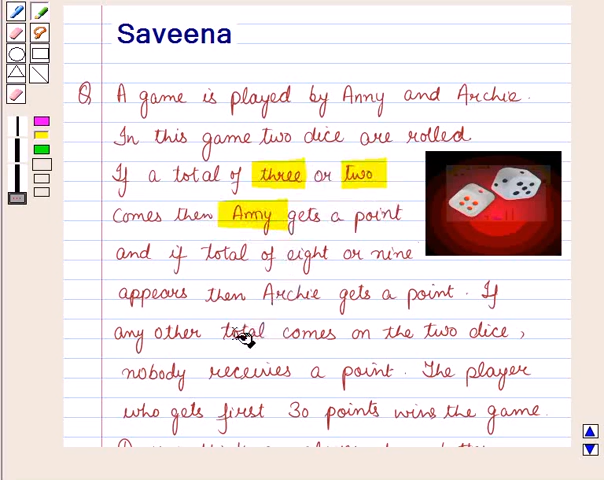 Saveena
Q A game is played by Anny and Archie.
In this game two dice are rolled
If a total of three or two
comes then Anny gets a point
and if total of eight or nine
appears then Archie gets a point. If
any other total comes on the two dice,
nobody receives a point. The player
who gets first 30 points wins the game.